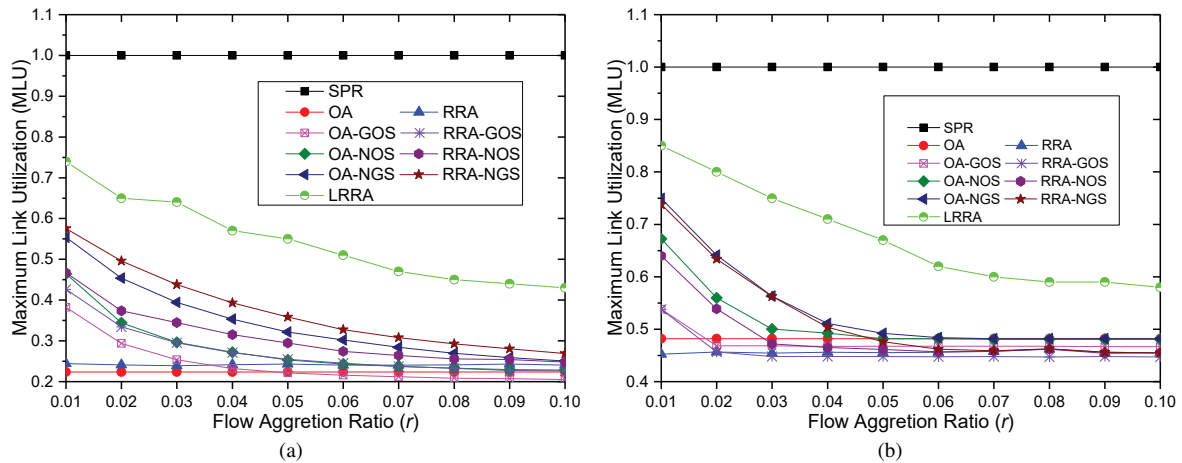 1.1
1.0
0.9
0.8
0.7
0.6
0.5
0.4
0.3
0.2
Maximum Link Utilization (MLU)
SPR
OA RRA
OA-GOS RRA-GOS
OA-NOS RRA-NOS
OA-NGS RRA-NGS
LRRA
0.01 0.02 0.03 0.04 0.05 0.06 0.07 0.08 0.09 0.10
Flow Aggretion Ratio (r)
(a)
1.1
1.0
0.9
0.8
0.7
0.6
0.5
0.4
Maximum Link Utilization (MLU)
SPR
OA RRA
OA-GOS RRA-GOS
OA-NOS RRA-NOS
OA-NGS RRA-NGS
LRRA
0.01 0.02 0.03 0.04 0.05 0.06 0.07 0.08 0.09 0.10
Flow Aggretion Ratio (r)
(b)